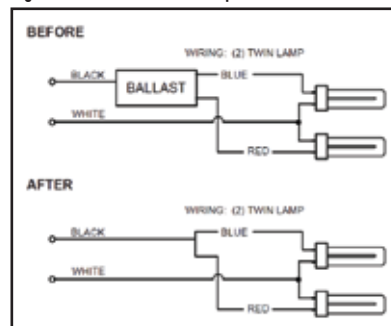 BEFORE
WIRING: (2) TWIN LAMP
BLACK
BALLAST
BLUE
WHITE
RED
AFTER
WIRING: (2) TWIN LAMP
BLACK
BLUE
WHITE
RED